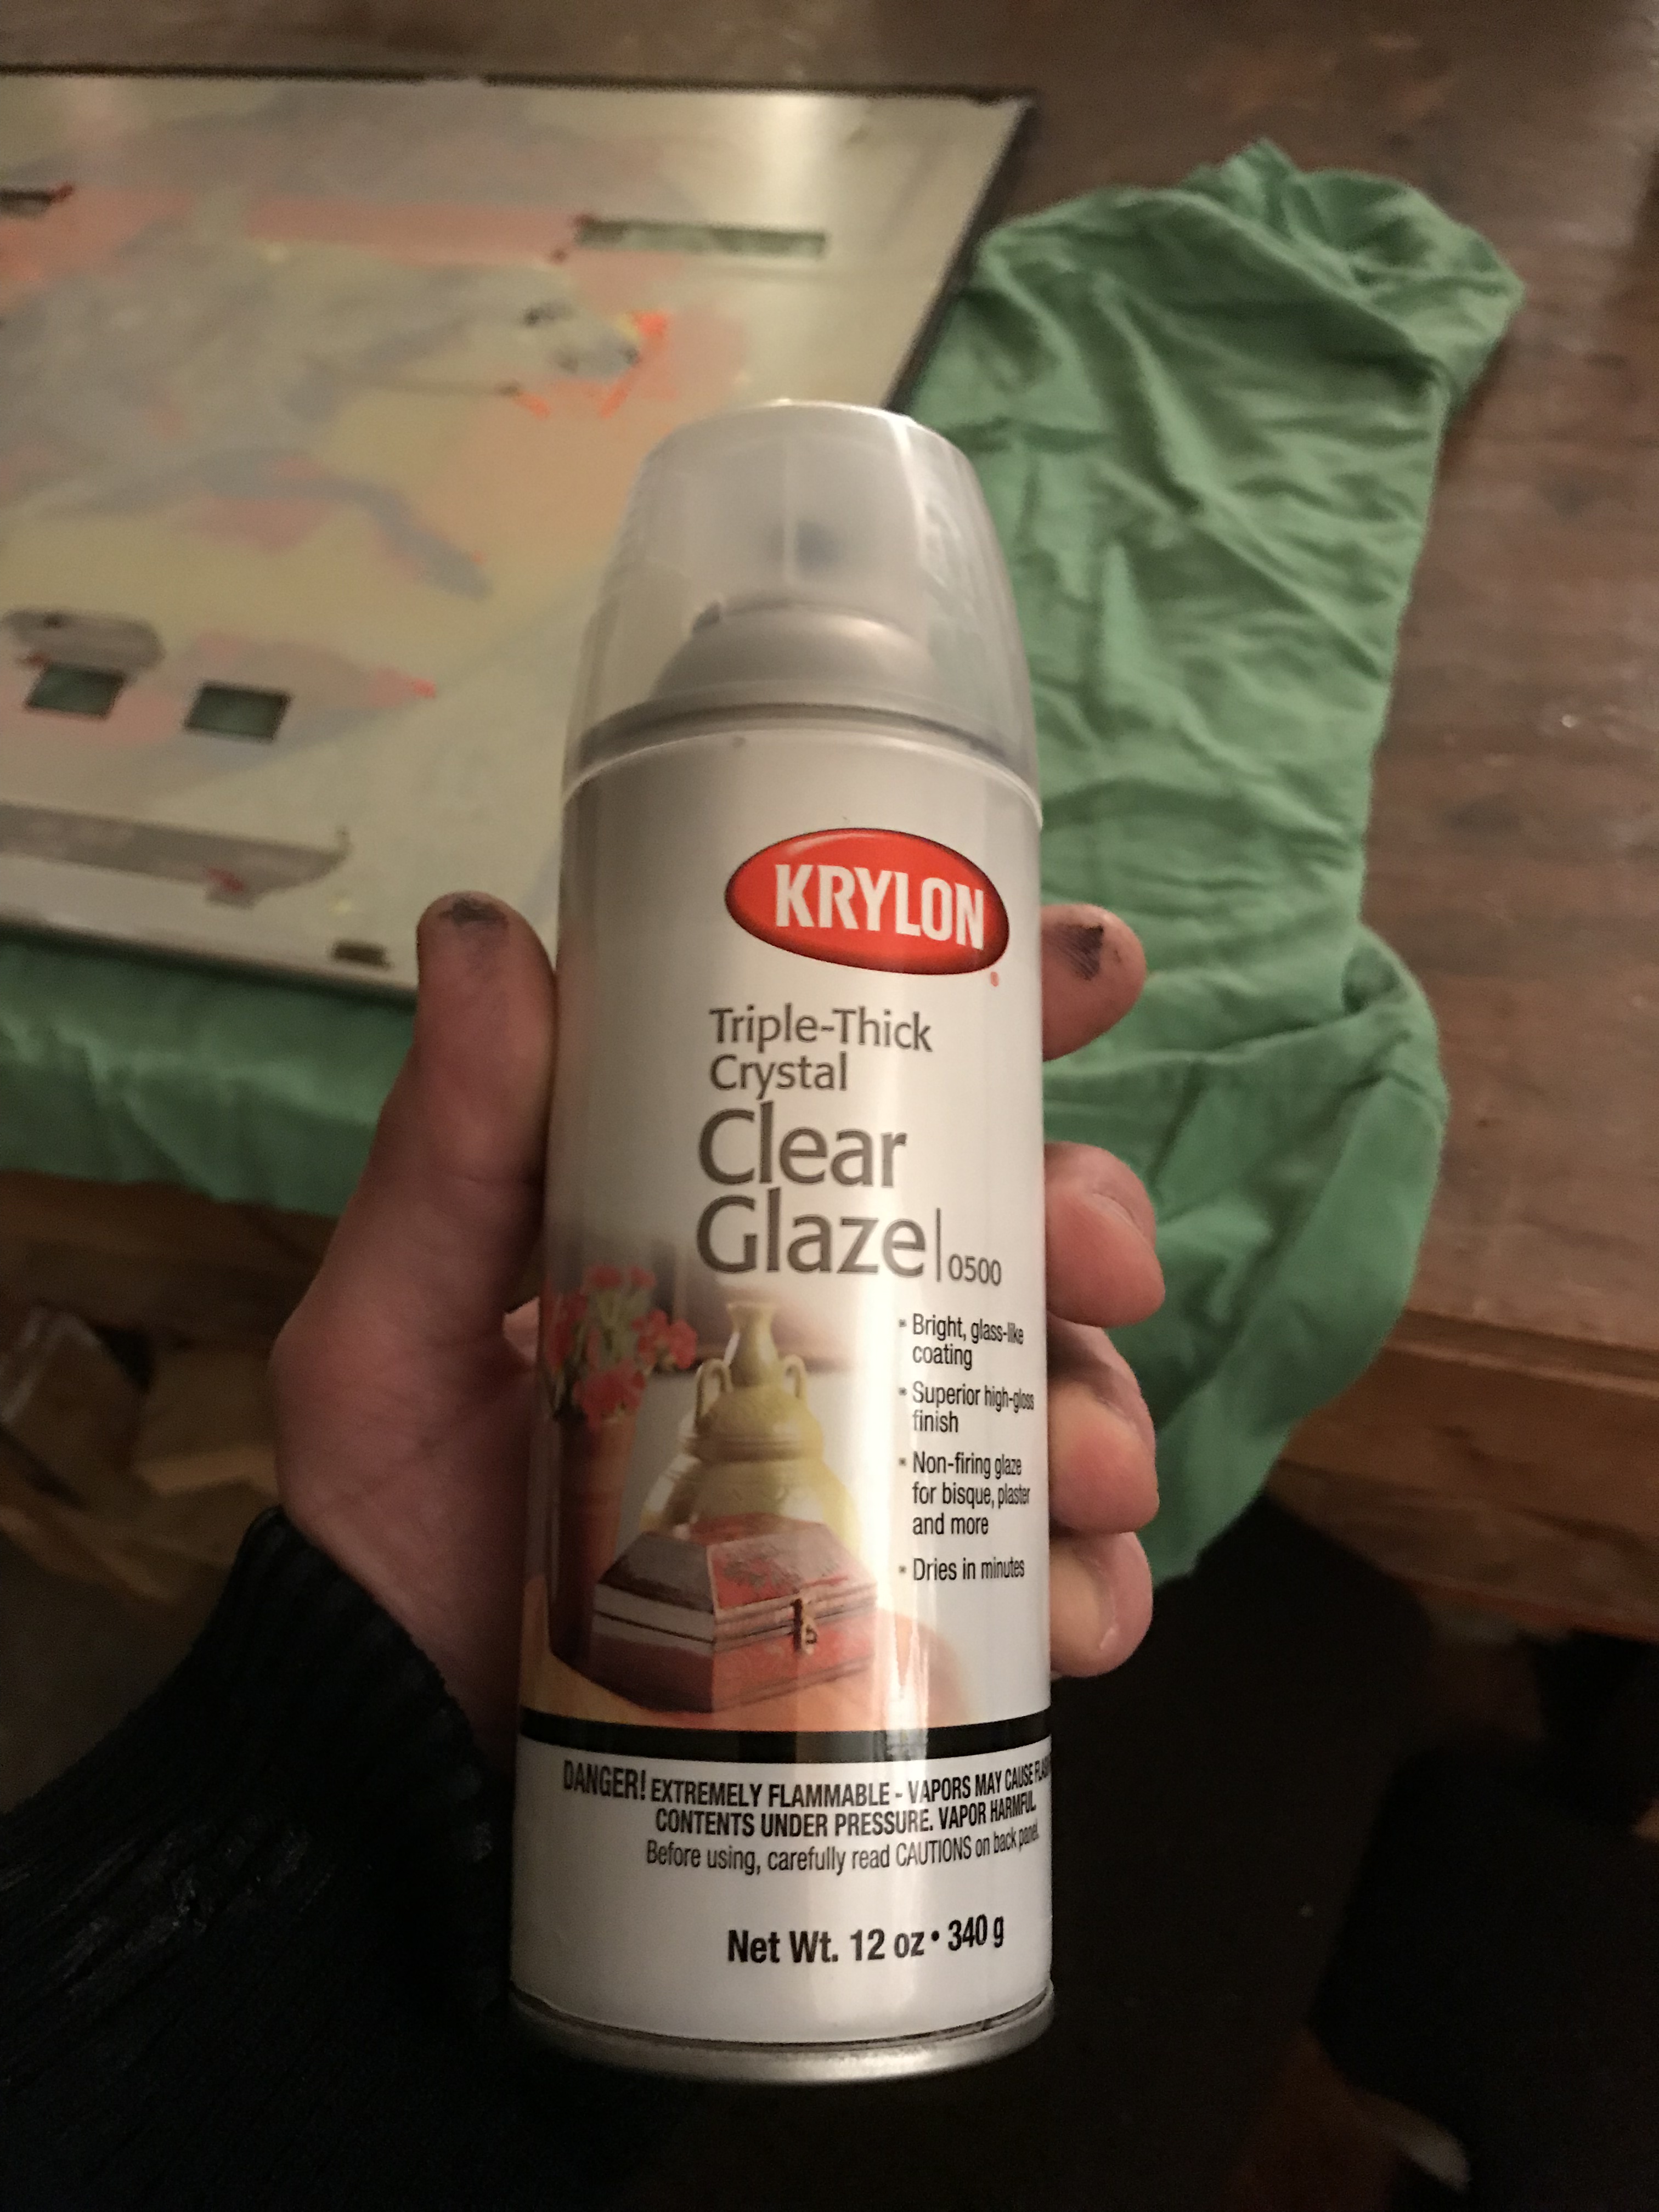 KRYLON
Triple-Thick
Crystal
Clear
Glaze|0500
▪ Bright, glass-like
coating
▪ Superior high-gloss
finish
▪ Non-firing glaze
for bisque, plaster
and more
▪ Dries in minutes
DANGER! EXTREMELY FLAMMABLE - VAPORS MAY CAUSE
CONTENTS UNDER PRESSURE. VAPOR HARMFUL.
Before using, carefully read CAUTIONS on back panel.
Net Wt. 12 oz • 340 g